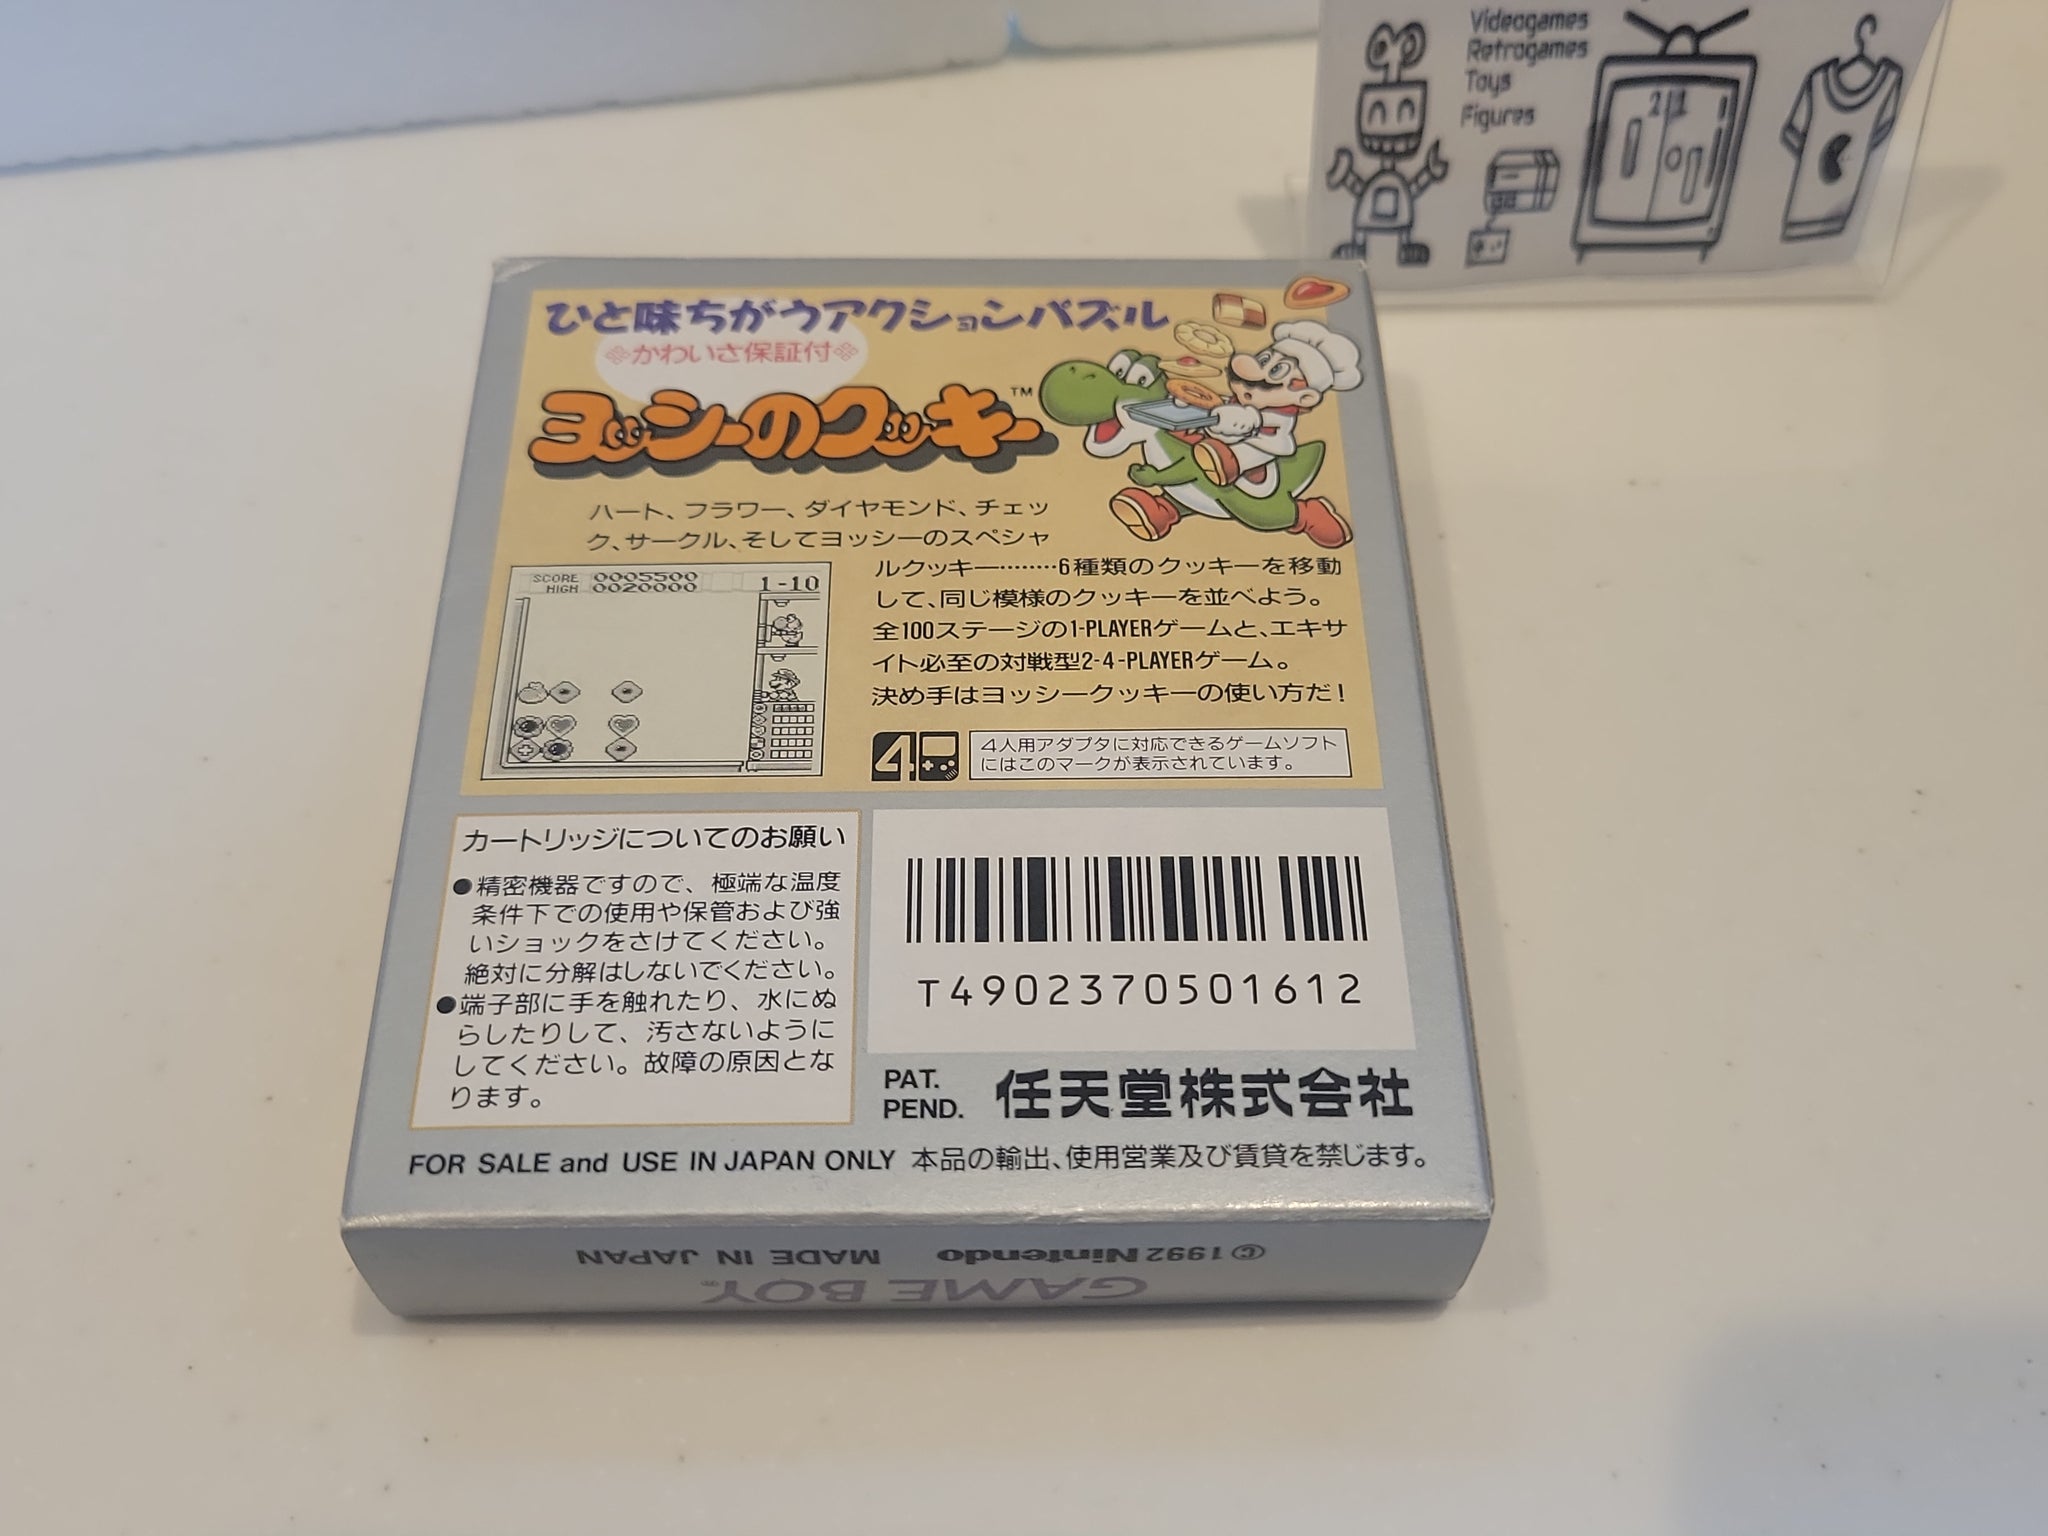 Videogames
Retrogames
Toys
Figures
ひと味ちがうアクションパズル
かわいさ保証付
ヨッシーのクッキー™
ハート、フラワー、ダイヤモンド、チェッ
ク、サークル、そしてヨッシーのスペシャ
ルクッキー………6種類のクッキーを移動
して、同じ模様のクッキーを並べよう。
全100ステージの1-PLAYERゲームと、エキサ
イト必至の対戦型2-4-PLAYERゲーム。
決め手はヨッシークッキーの使い方だ!
SCORE 0005500
HIGH 0020000
1-10
4
4人用アダプタに対応できるゲームソフト
にはこのマークが表示されています。
カートリッジについてのお願い
●精密機器ですので、極端な温度
条件下での使用や保管および強
いショックをさけてください。
絶対に分解はしないでください。
●端子部に手を触れたり、水にぬ
らしたりして、汚さないように
してください。故障の原因とな
ります。
T4902370501612
PAT.
PEND.
任天堂株式会社
FOR SALE and USE IN JAPAN ONLY 本品の輸出、使用営業及び賃貸を禁じます。
©1992 Nintendo MADE IN JAPAN
GAME BOY